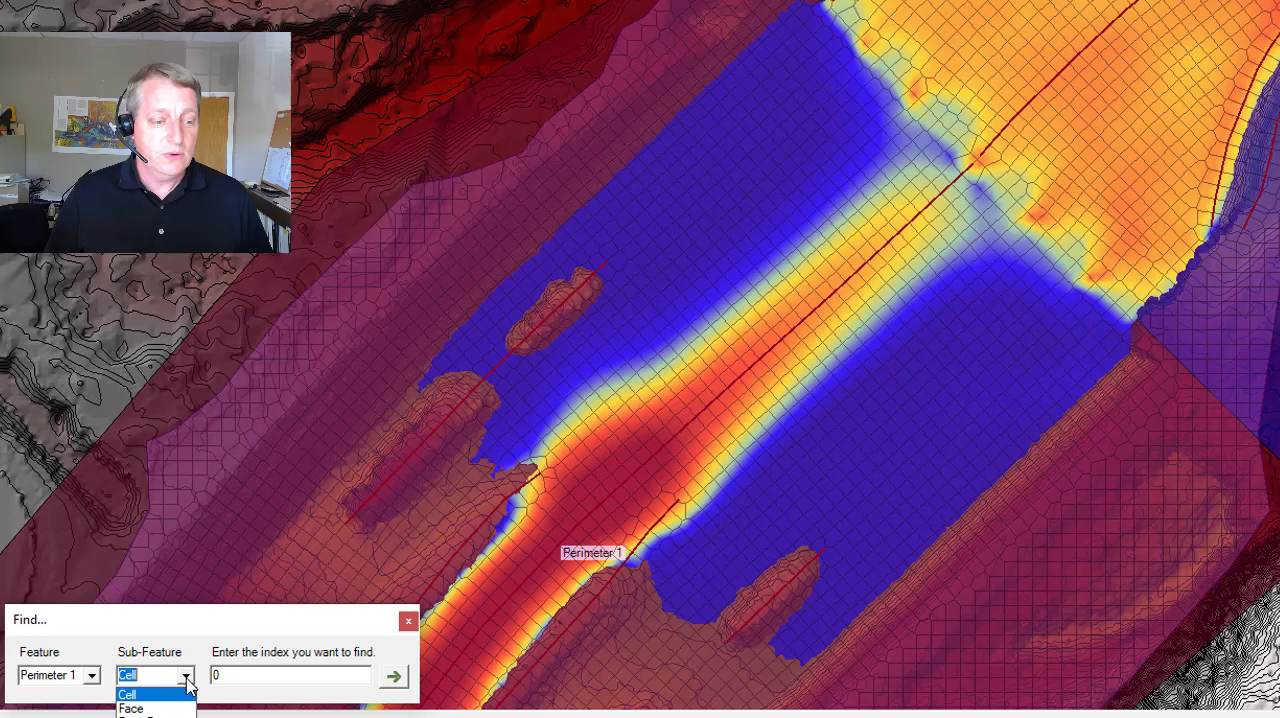 Perimeter 1
Find...
Feature Sub-Feature Enter the index you want to find.
Perimeter 1 Cell 0
Cell
Face